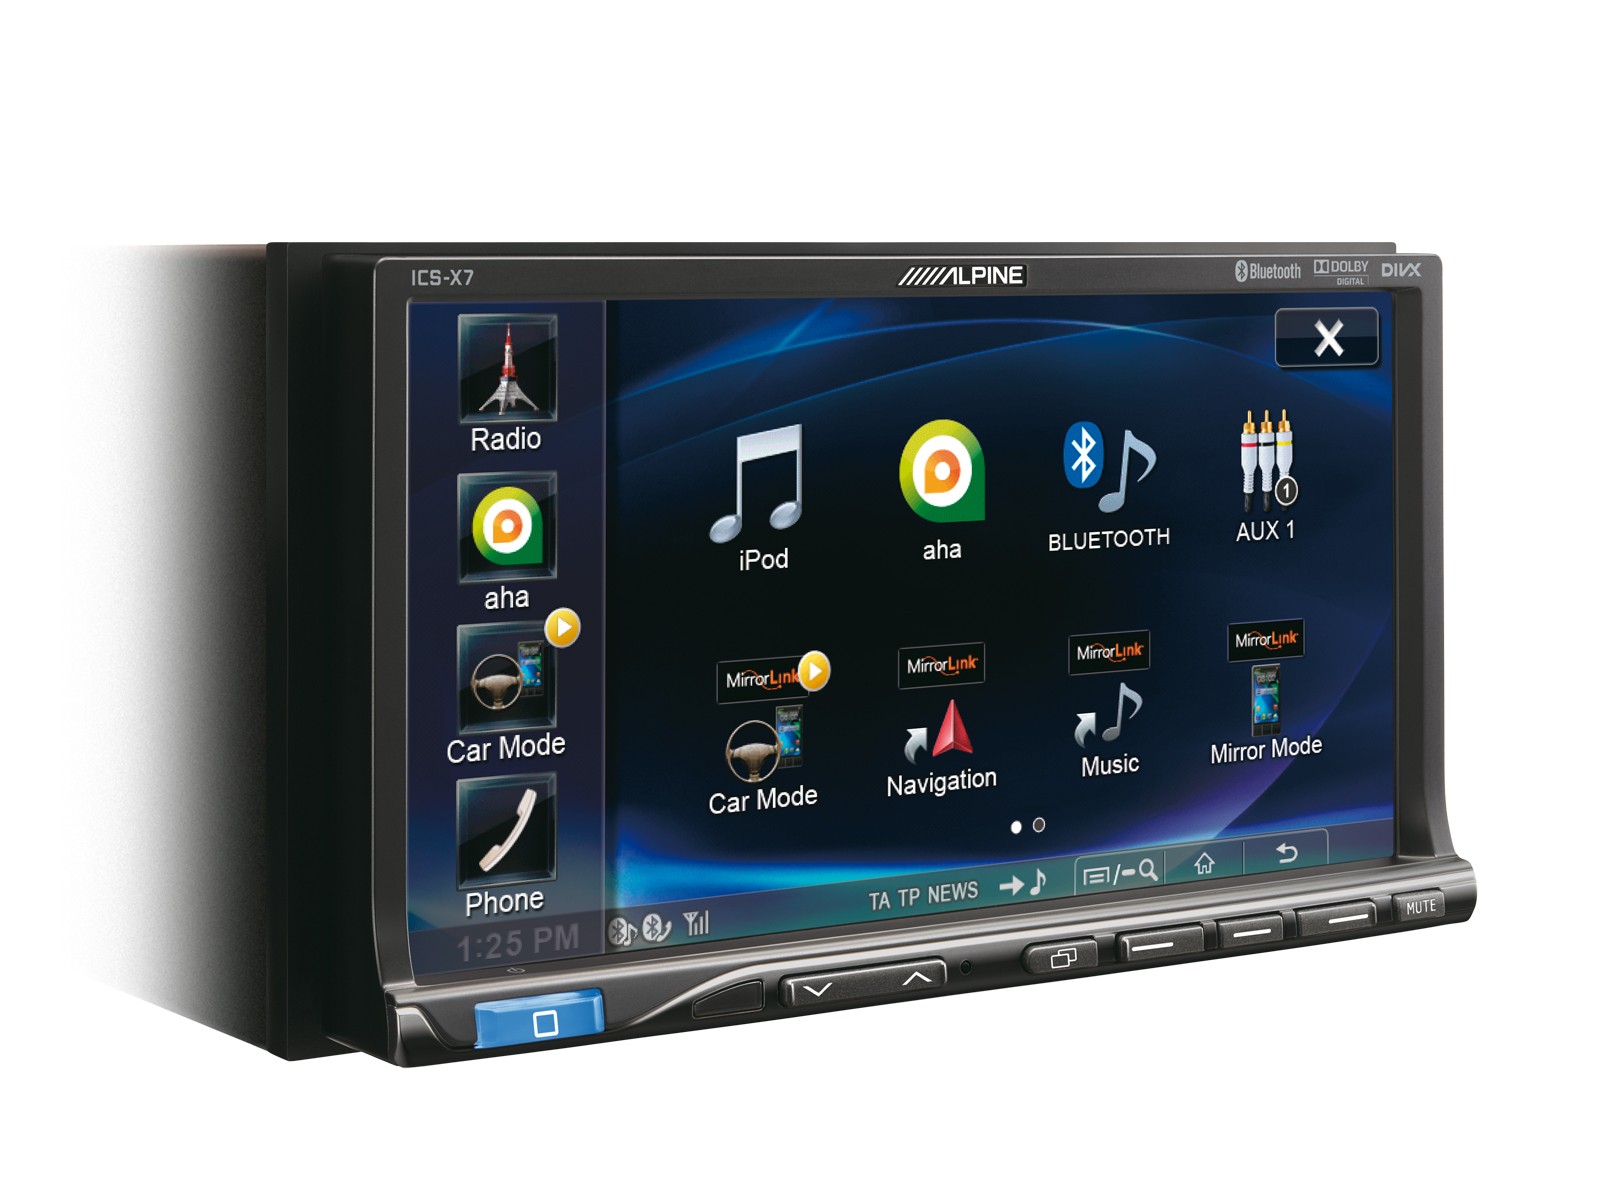 ICS-X7
ALPINE
Bluetooth
DOLBY
DIGITAL
DIVX
Radio
aha
Car Mode
Phone
1:25 PM
iPod
aha
BLUETOOTH
1
AUX 1
MirrorLink
Car Mode
MirrorLink
Navigation
MirrorLink
Music
MirrorLink
Mirror Mode
TA TP NEWS
MUTE